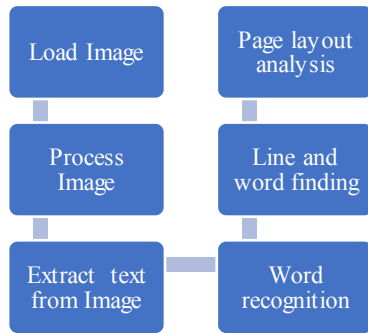 Load Image
Process
Image
Extract text
from Image
Word
recognition
Line and
word finding
Page layout
analysis